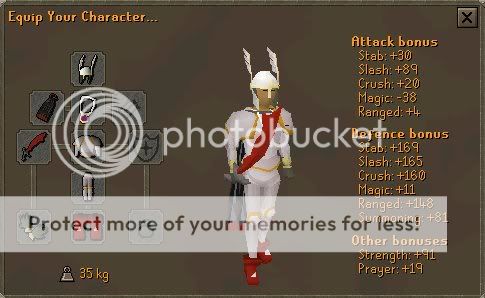 Equip Your Character...
Attack bonus
Stab: +30
Slash: +89
Crush: +20
Magic: -38
Ranged: +4
Defence bonus
Stab: +169
Slash: +165
Crush: +160
Magic: +11
Ranged: +148
Summoning: +81
Other bonuses
Strength: +91
Prayer: +19
35 kg
photobucket
Protect more of your memories for less!